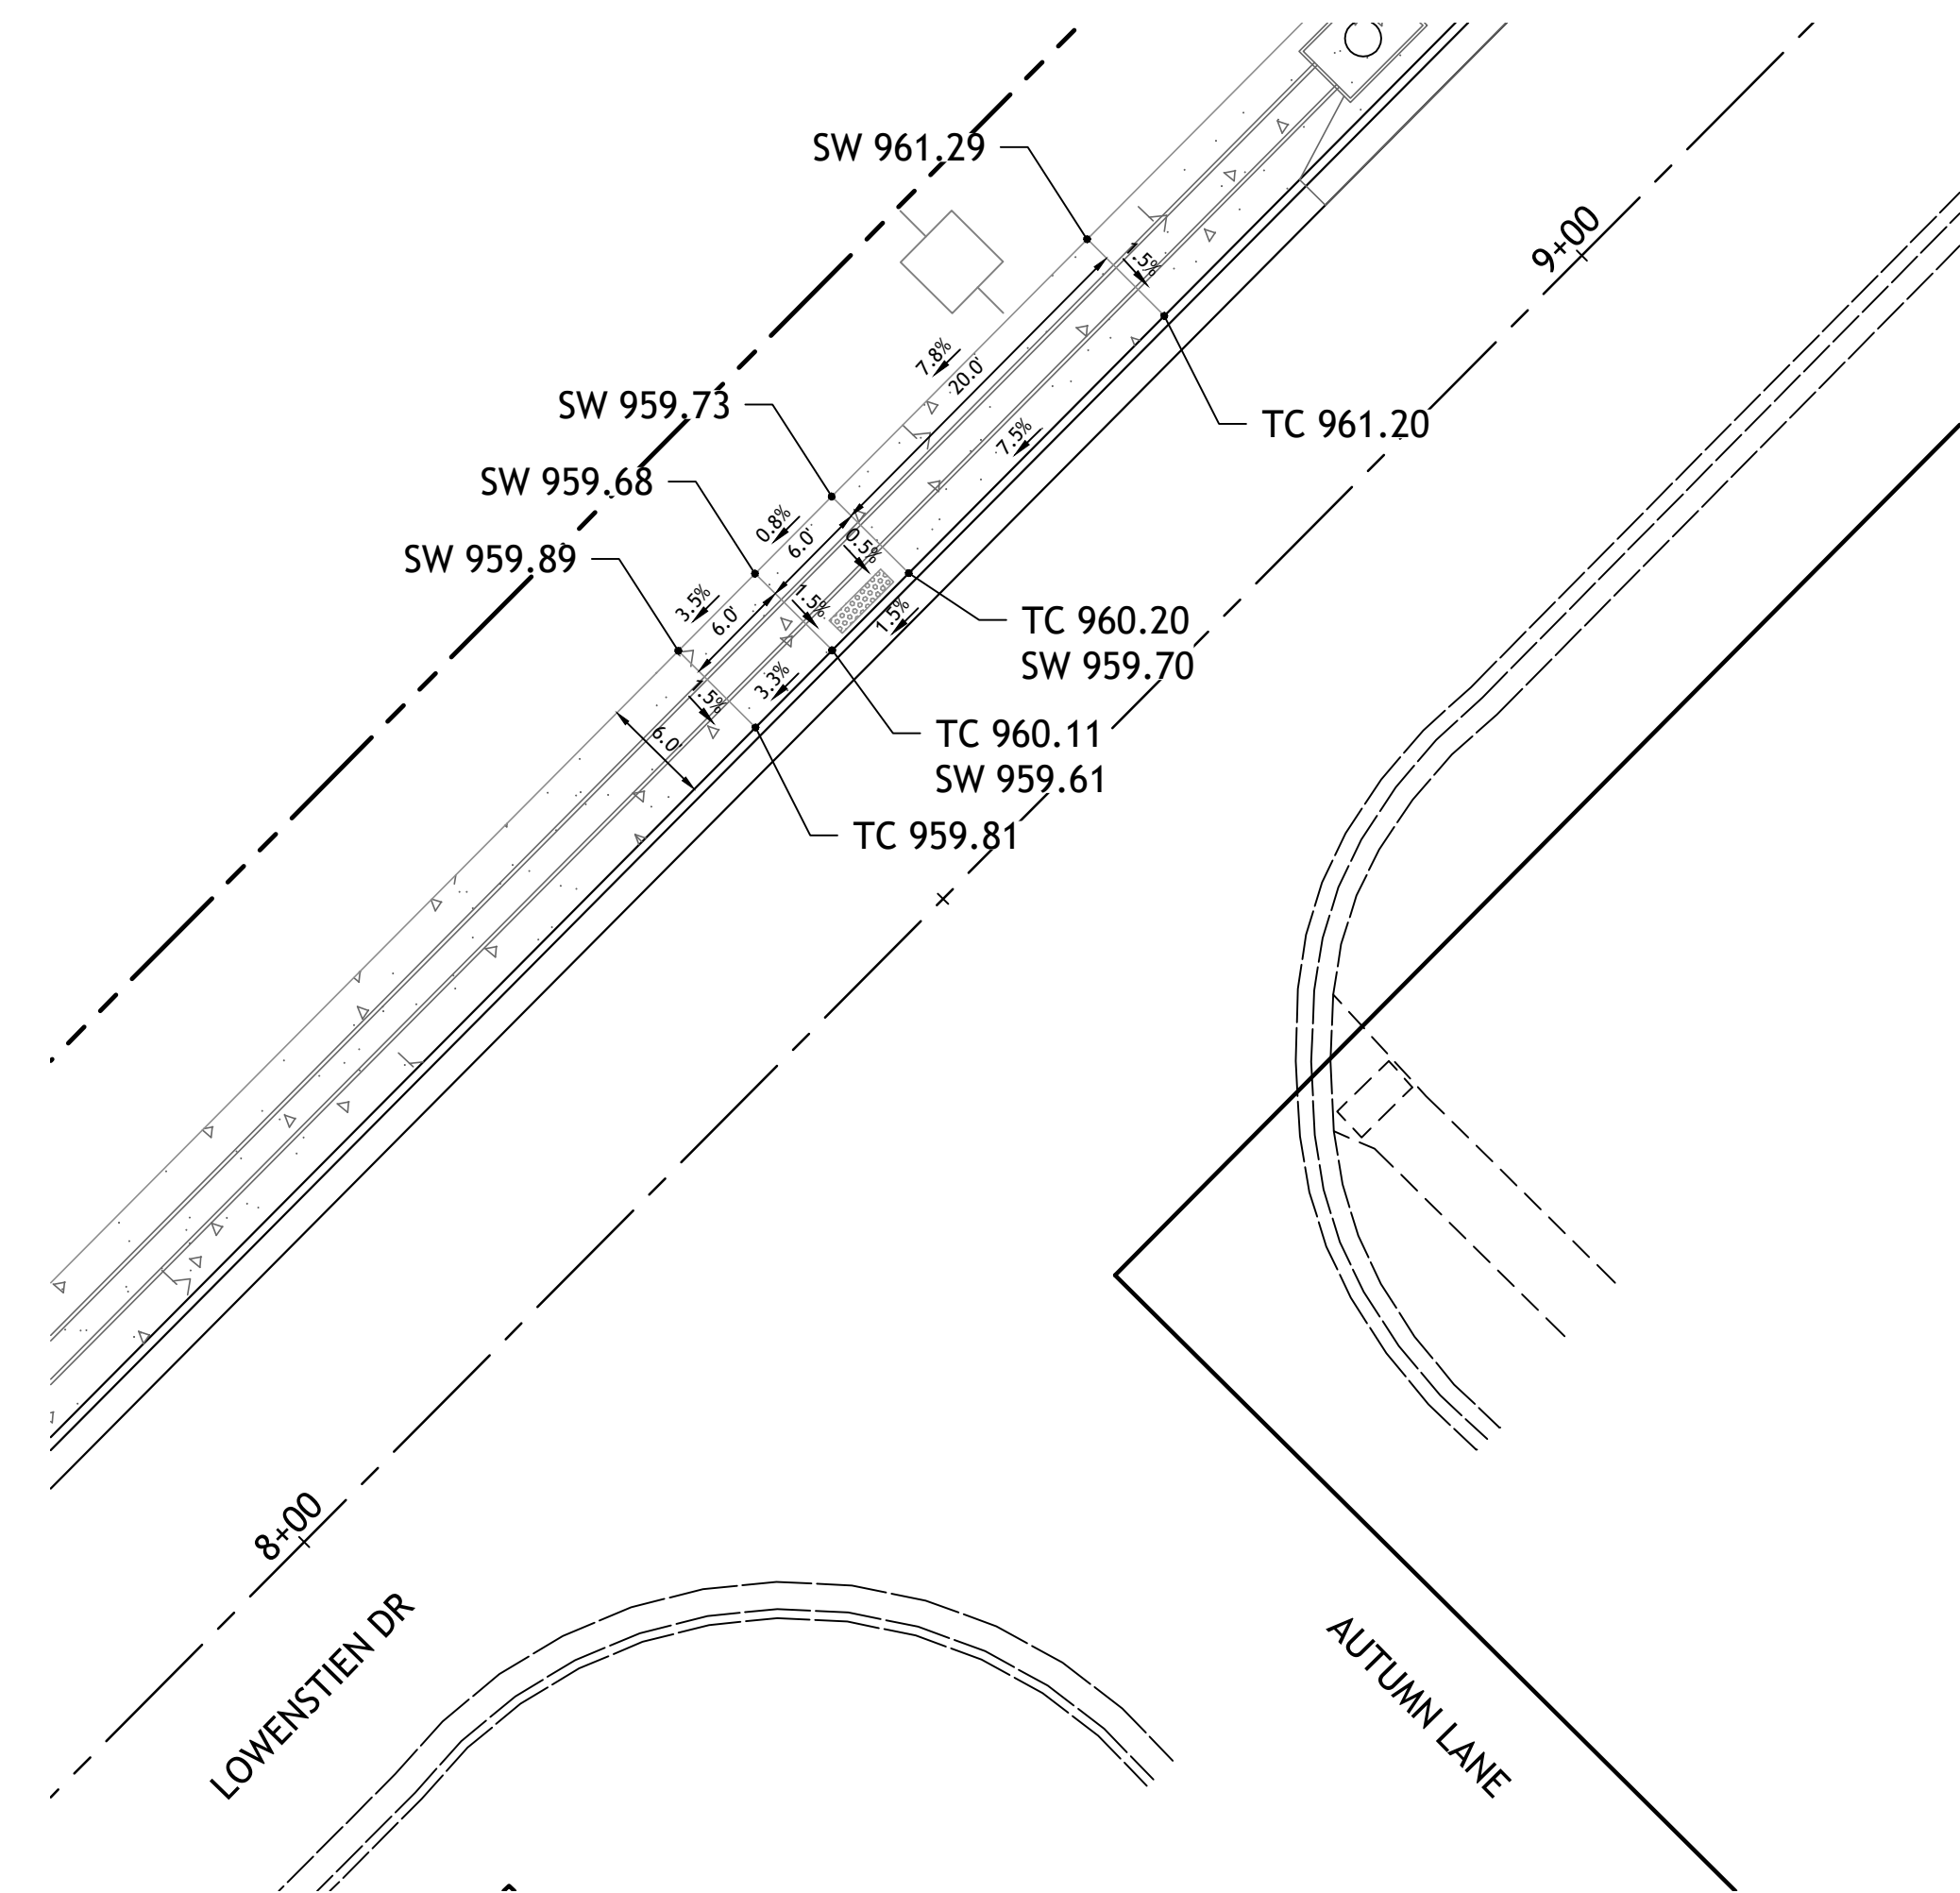 SW 961.29
9+00
1.5%
7.8%
20.0'
SW 959.73
TC 961.20
7.5%
SW 959.68
0.8%
6.0'
0.5%
SW 959.89
3.5%
6.0'
1.5%
1.5%
TC 960.20
SW 959.70
3.3%
1.5%
6.0'
TC 960.11
SW 959.61
TC 959.81
8+00
LOWENSTIEN DR
AUTUMN LANE